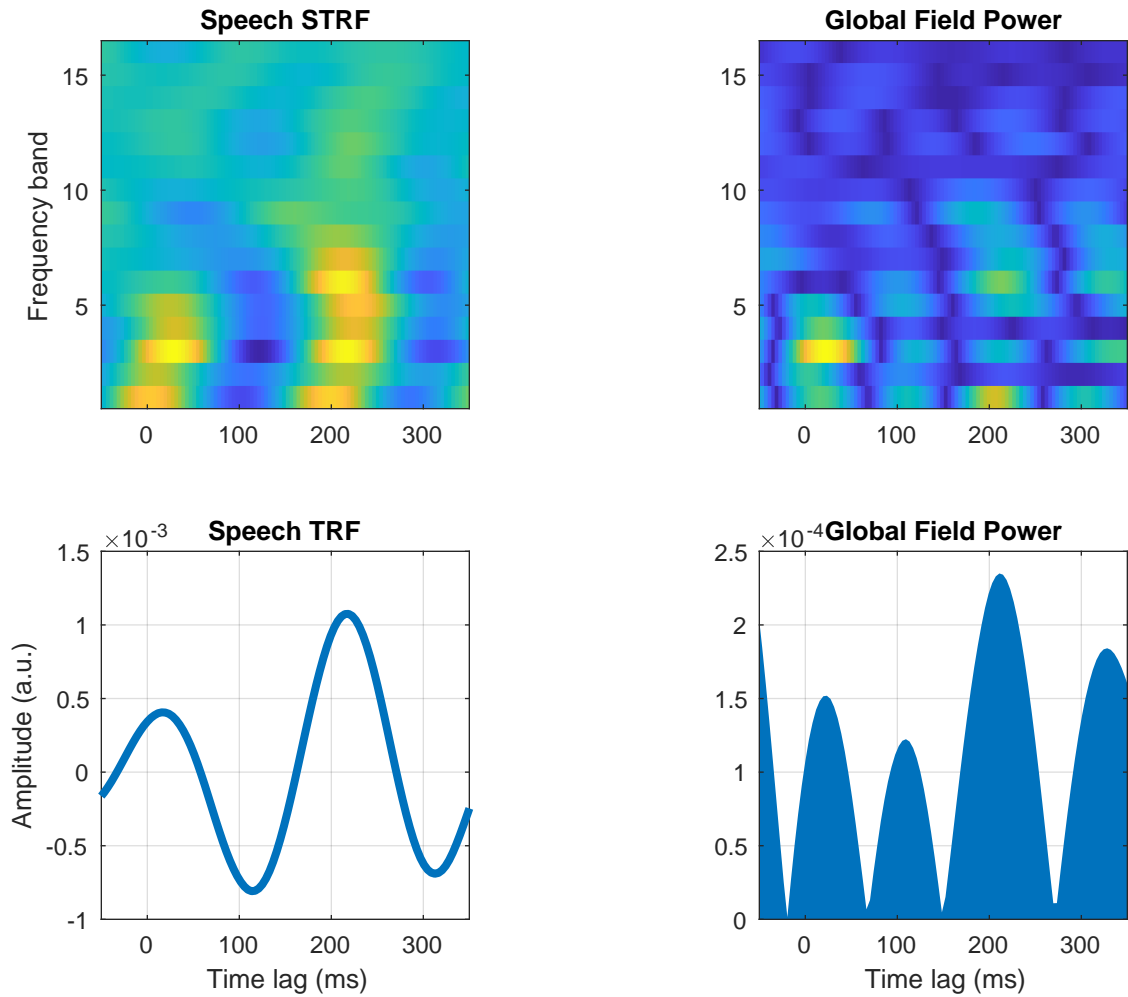 Speech STRF
Frequency band
15
10
5
0 100 200 300
Global Field Power
15
10
5
0 100 200 300
Speech TRF
×10-3
Amplitude (a.u.)
1.5
1
0.5
0
-0.5
-1
0 100 200 300
Time lag (ms)
Global Field Power
×10-4
2.5
2
1.5
1
0.5
0
0 100 200 300
Time lag (ms)